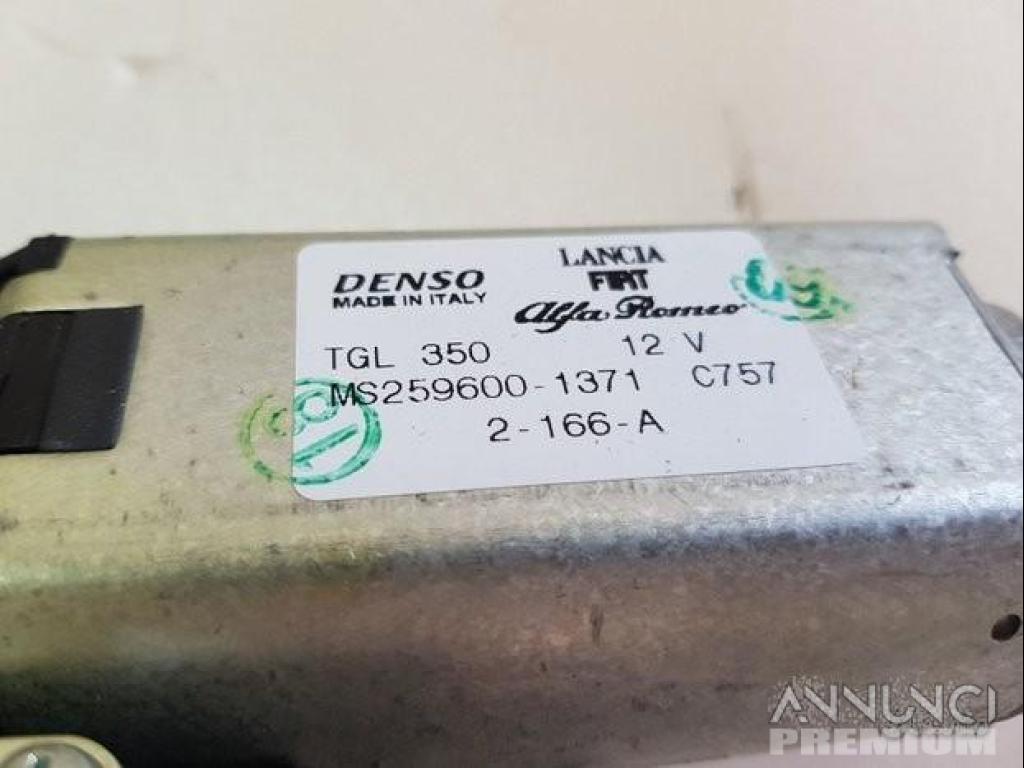 DENSO
MADE IN ITALY
LANCIA
FIAT
Alfa Romeo
TGL 350 12 V
MS259600-1371 C757
2-166-A
ANNUNCI
PREMIUM